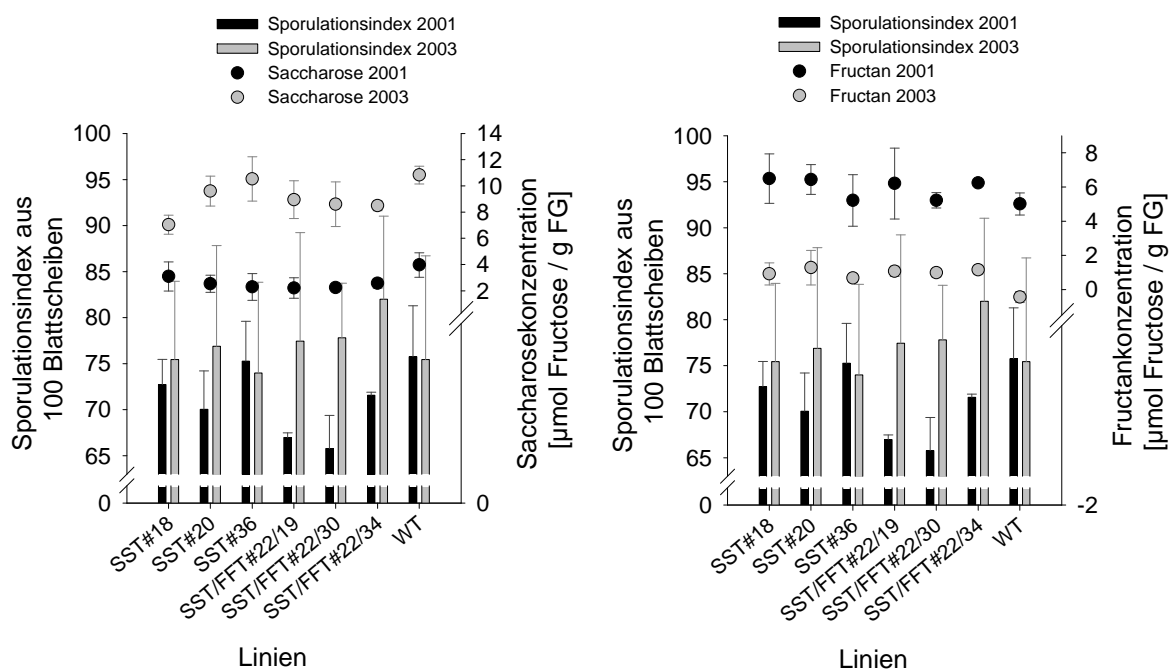 Sporulationsindex 2001
Sporulationsindex 2003
Saccharose 2001
Saccharose 2003
Sporulationsindex aus
100 Blattscheiben
100
95
90
85
80
75
70
65
0
14
12
10
8
6
4
2
0
Saccharosekonzentration
[µmol Fructose / g FG]
SST#18
SST#20
SST#36
SST/FFT#22/19
SST/FFT#22/30
SST/FFT#22/34
WT
Linien
Sporulationsindex 2001
Sporulationsindex 2003
Fructan 2001
Fructan 2003
Sporulationsindex aus
100 Blattscheiben
100
95
90
85
80
75
70
65
0
8
6
4
2
0
-2
Fructankonzentration
[µmol Fructose / g FG]
SST#18
SST#20
SST#36
SST/FFT#22/19
SST/FFT#22/30
SST/FFT#22/34
WT
Linien